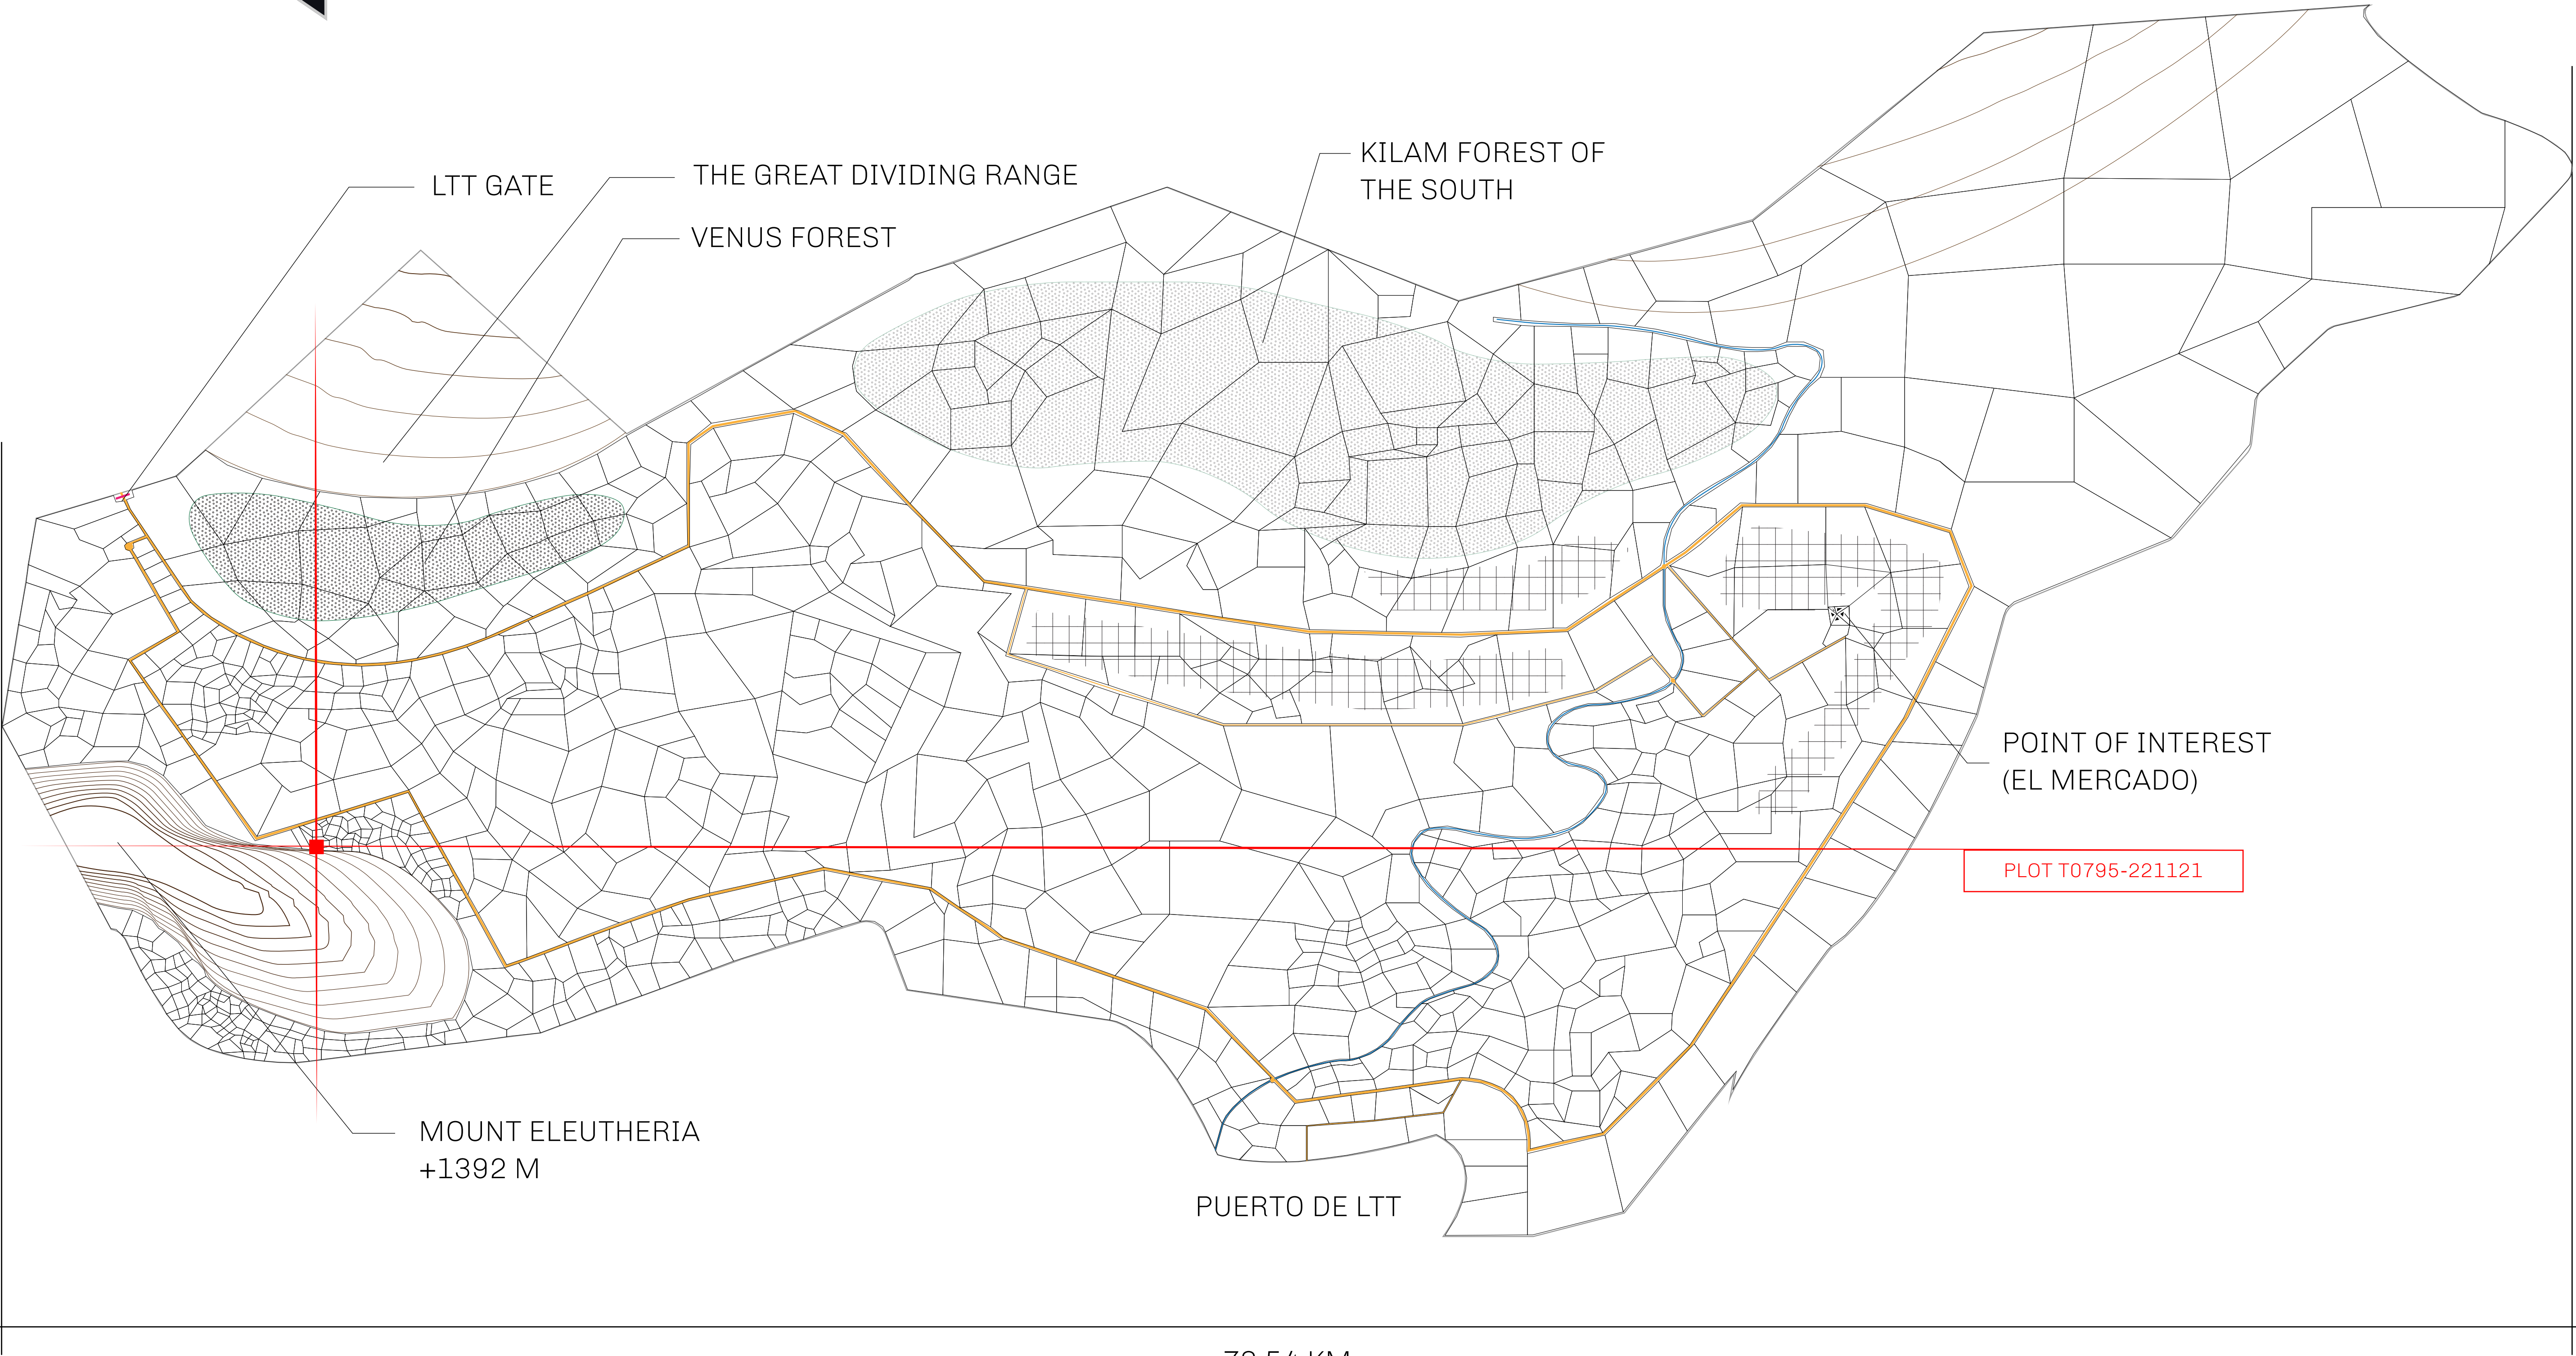 KILAM FOREST OF
THE SOUTH
THE GREAT DIVIDING RANGE
LTT GATE
VENUS FOREST
POINT OF INTEREST
(EL MERCADO)
PLOT T0795-221121
MOUNT ELEUTHERIA
+1392 M
PUERTO DE LTT
KM